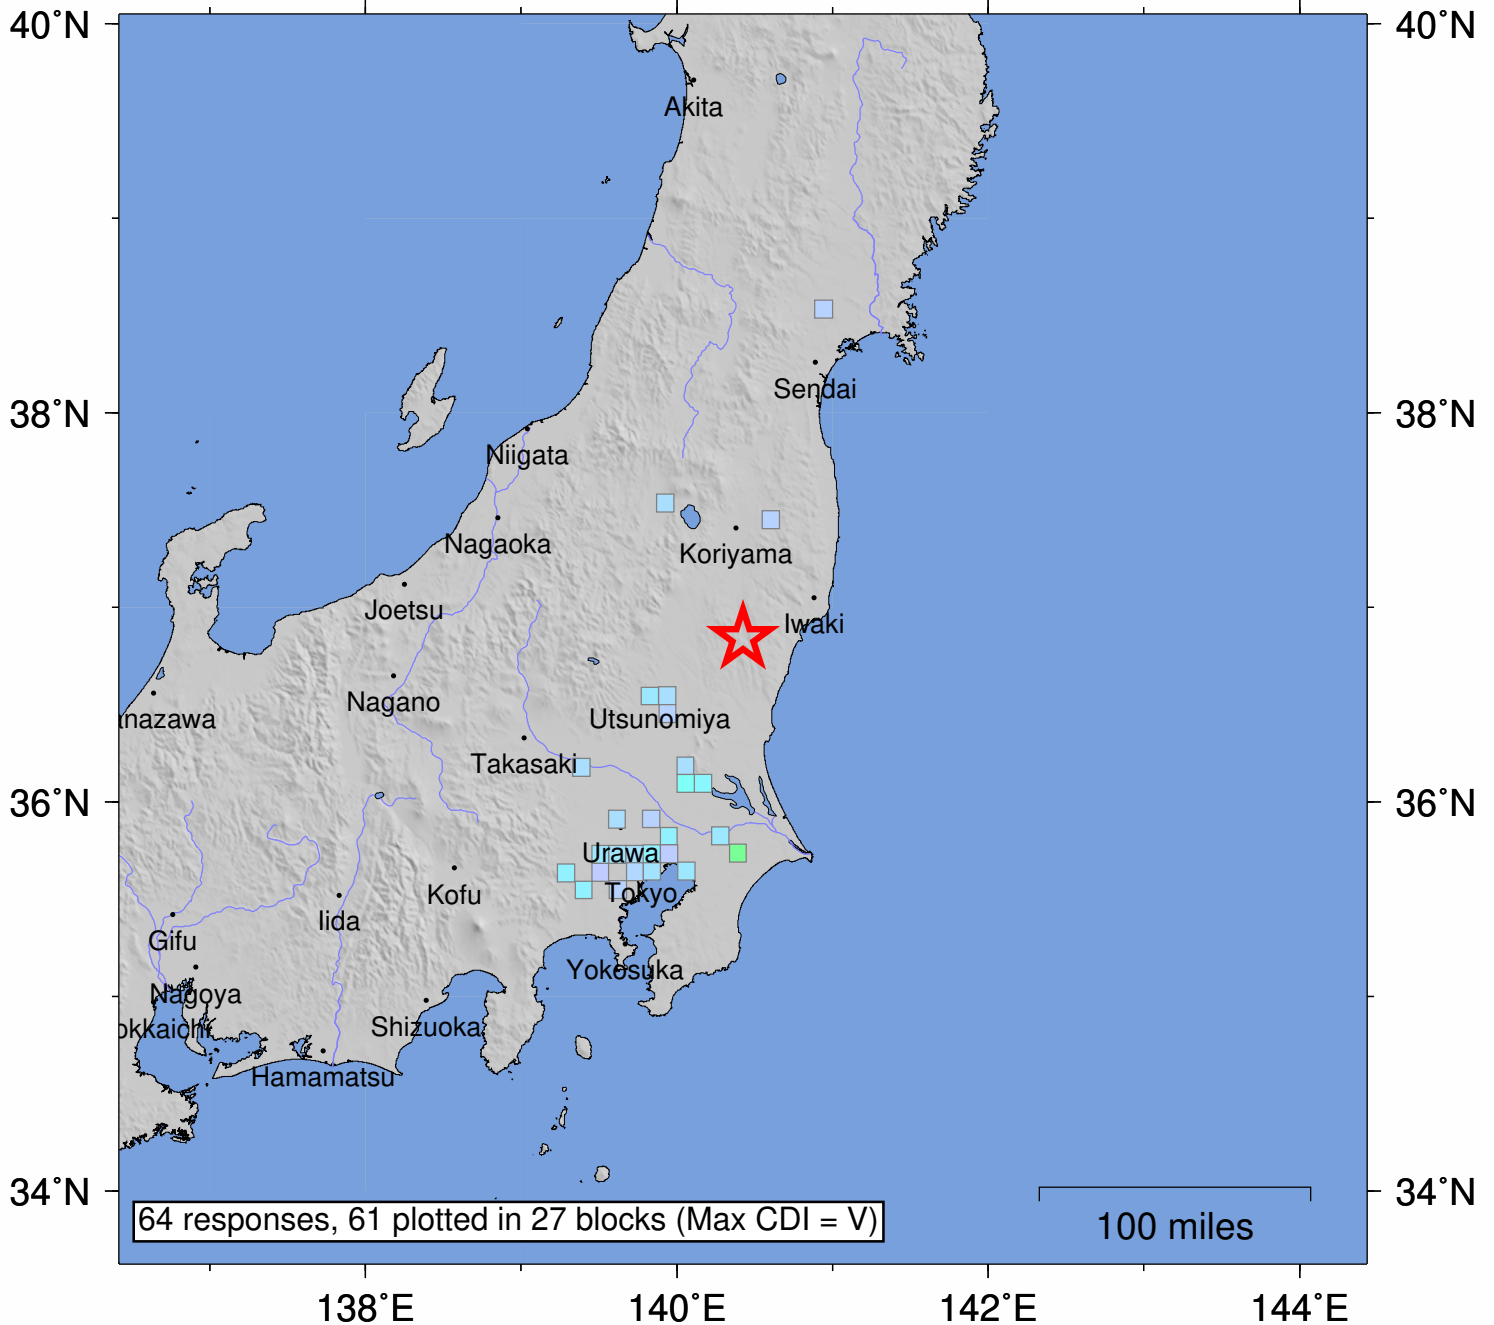 40°N
40°N
Akita
Sendai
38°N
38°N
Niigata
Nagaoka
Koriyama
Joetsu
Iwaki
Nagano
anazawa
Utsunomiya
Takasaki
36°N
36°N
Urawa
Kofu
Tokyo
Iida
Gifu
Yokosuka
Nagoya
Shizuoka
okkaichi
Hamamatsu
34°N
34°N
64 responses, 61 plotted in 27 blocks (Max CDI = V)
100 miles
138°E
140°E
142°E
144°E